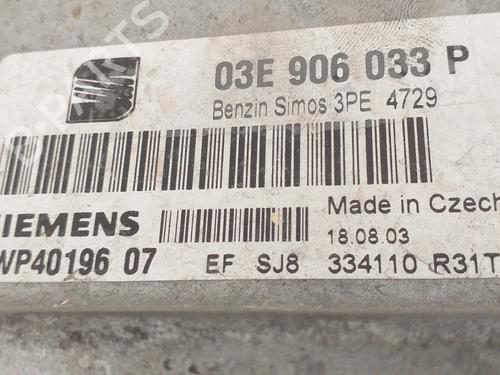 03E 906 033 P
Benzin Simos 3PE 4729
SIEMENS
Made in Czech
18.08.03
WP40196 07
EF SJ8 334110 R31T
B-PARTS